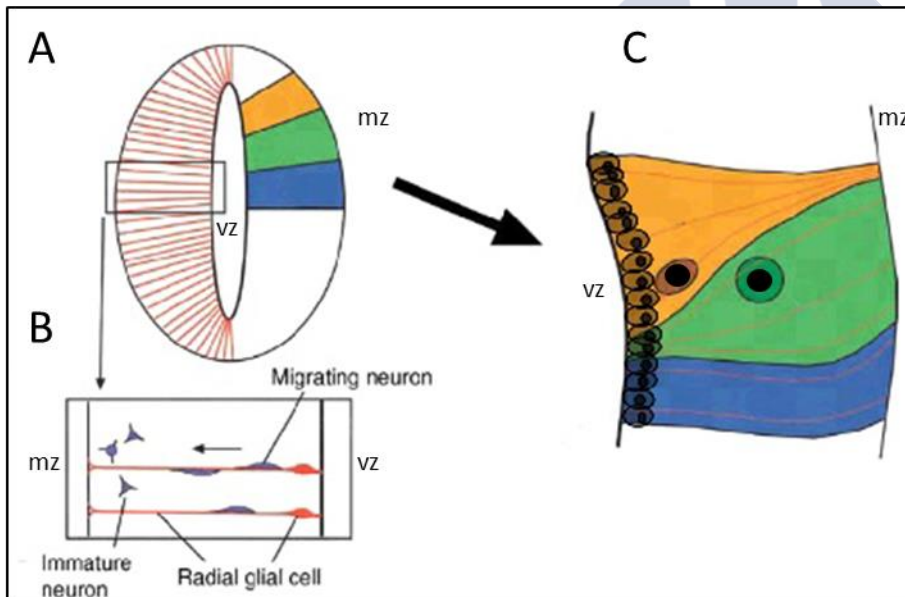 A
C
mz
mz
vz
vz
B
Migrating neuron
mz
vz
Immature
neuron
Radial glial cell